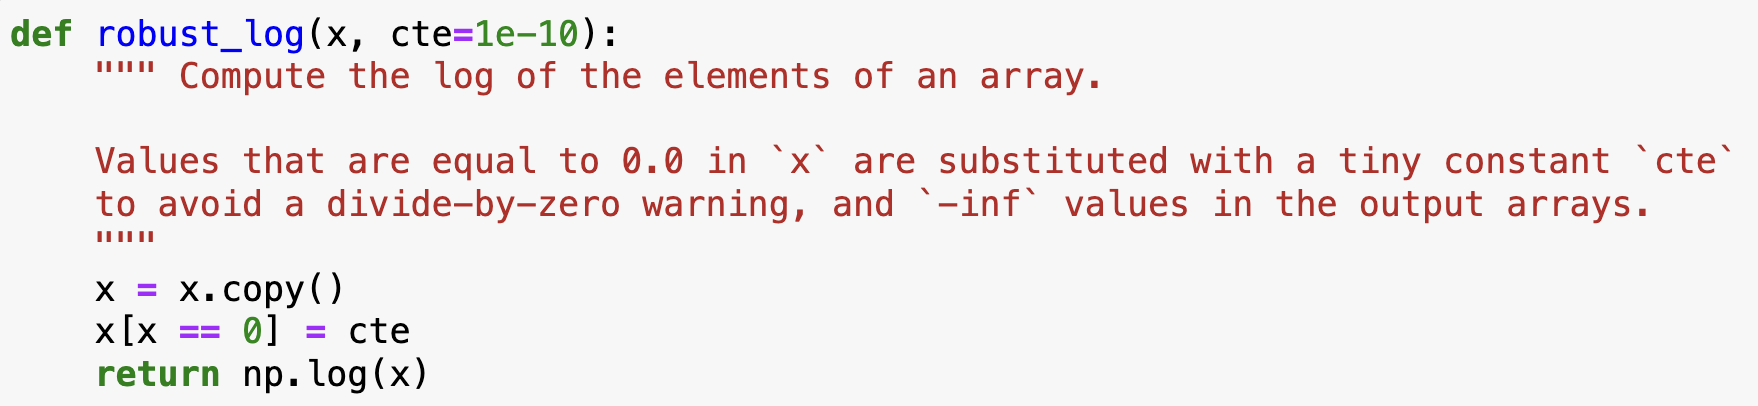 def robust_log(x, cte=1e-10):
    """ Compute the log of the elements of an array.

    Values that are equal to 0.0 in `x` are substituted with a tiny constant `cte`
    to avoid a divide-by-zero warning, and `-inf` values in the output arrays.
    """
    x = x.copy()
    x[x == 0] = cte
    return np.log(x)